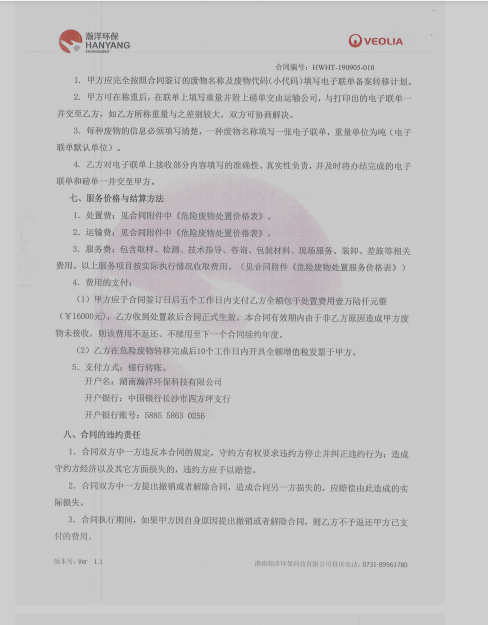 瀚洋环保
HANYANG
VEOLIA
合同编号：HWHT-190905-010
1. 甲方应完全按照合同签订的废物名称及废物代码（小代码）填写电子联单备案转移计划。
2. 甲方可在称重后，在联单上填写重量并附上磅单交由运输公司，与打印出的电子联单一
并交至乙方，如乙方所称重量与之差别较大，双方可协商解决。
3. 每种废物的信息必须填写清楚，一种废物名称填写一张电子联单，重量单位为吨（电子
联单默认单位）。
4. 乙方对电子联单上接收部分内容填写的准确性、真实性负责，并及时将办结完成的电子
联单和磅单一并交至甲方。
七、服务价格与结算方法
1. 处置费：见合同附件中《危险废物处置价格表》。
2. 运输费：见合同附件中《危险废物处置价格表》。
3. 服务费：包含取样、检测、技术指导、咨询、包装材料、现场服务、装卸、差旅等相关
费用。以上服务项目按实际执行情况收取费用。（见合同附件《危险废物处置服务价格表》）
4. 费用的支付：
（1）甲方应于合同签订日后五个工作日内支付乙方全额包干处置费用壹万陆仟元整
（￥16000元），乙方收到处置款后合同正式生效。本合同有效期内由于非乙方原因造成甲方废
物未接收，则该费用不退还、不续用至下一个合同续约年度。
（2）乙方在危险废物转移完成后10个工作日内开具全额增值税发票于甲方。
5. 支付方式：银行转账。
开户名：湖南瀚洋环保科技有限公司
开户银行：中国银行长沙市四方坪支行
开户银行账号：5885 5863 0256
八、合同的违约责任
1. 合同双方中一方违反本合同的规定，守约方有权要求违约方停止并纠正违约行为；造成
守约方经济以及其它方面损失的，违约方应予以赔偿。
2. 合同双方中一方提出撤销或者解除合同，造成合同另一方损失的，应赔偿由此造成的实
际损失。
3. 合同执行期间，如果甲方因自身原因提出撤销或者解除合同，则乙方不予返还甲方已支
付的费用。
版本号：Ver 1.1
湖南瀚洋环保科技有限公司投诉电话：0731-89961780